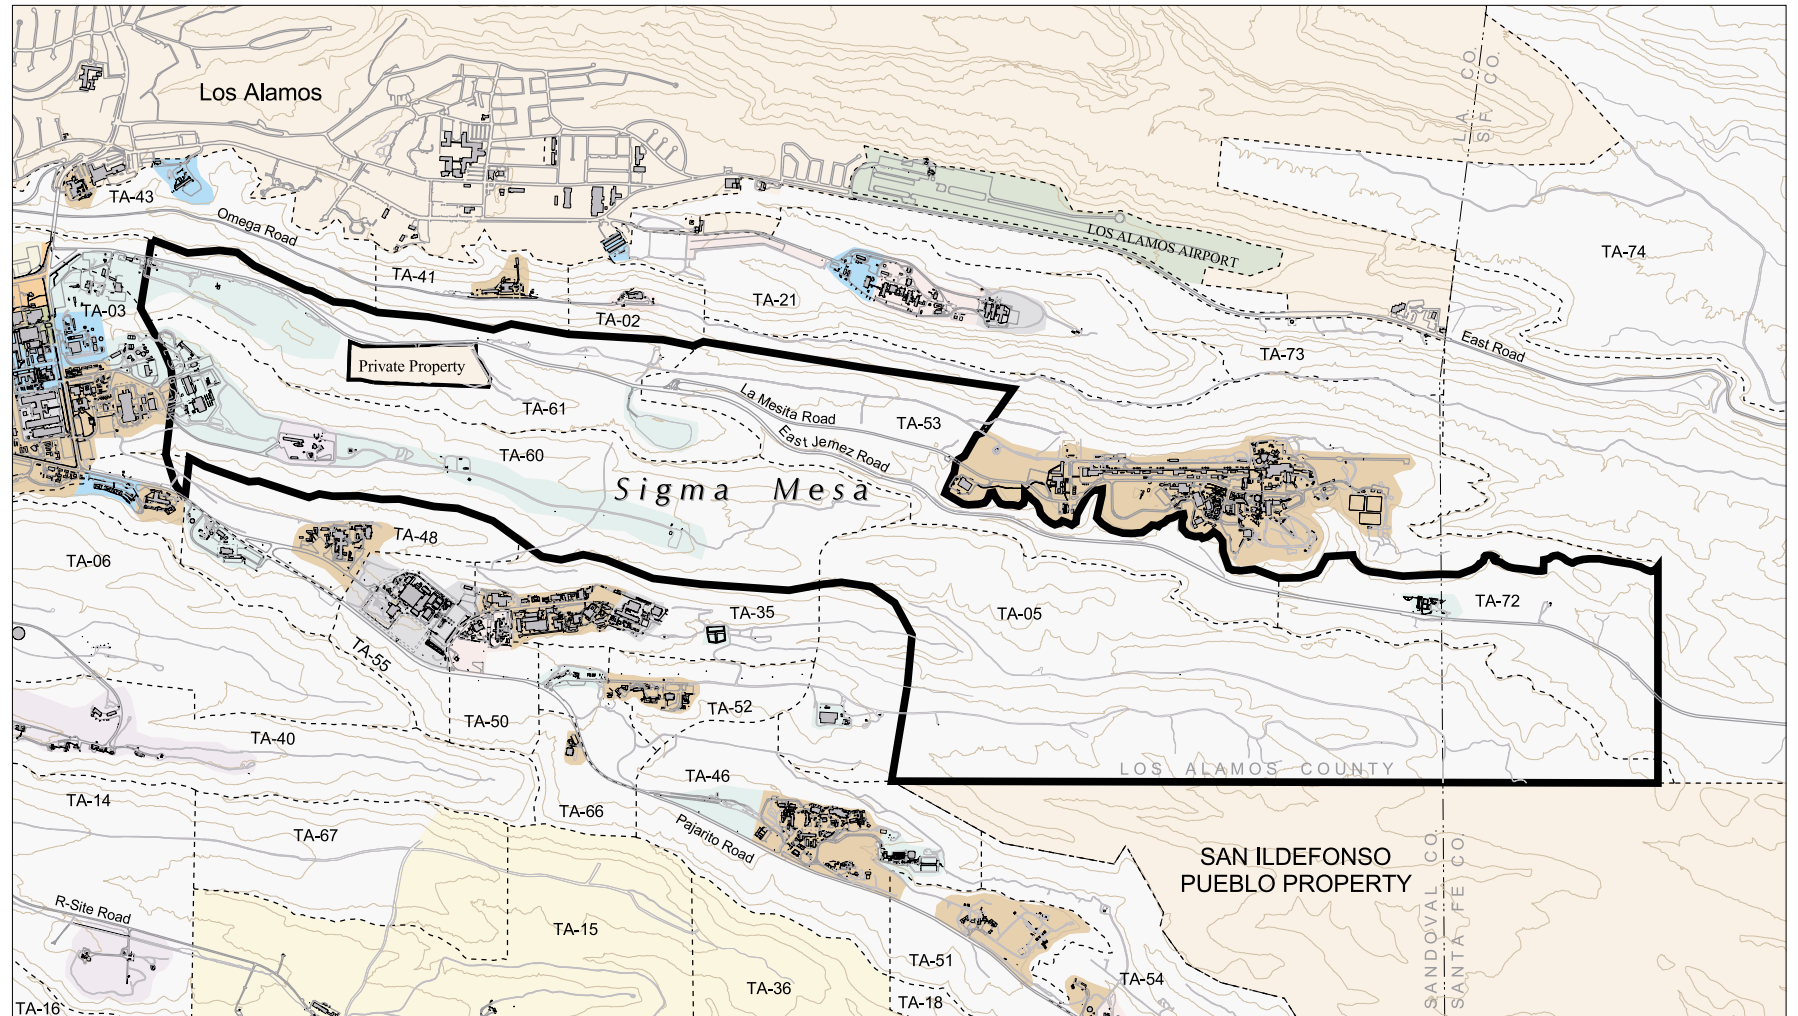 Los Alamos
L.A. CO.
S F CO.
TA-43
Omega Road
LOS ALAMOS AIRPORT
TA-74
TA-41
TA-03
TA-21
TA-02
East Road
TA-73
Private Property
La Mesita Road
TA-61
TA-53
East Jemez Road
TA-60
Sigma Mesa
TA-48
TA-06
TA-72
TA-35
TA-05
TA-55
TA-52
TA-50
TA-40
LOS ALAMOS COUNTY
TA-46
TA-14
TA-66
TA-67
Pajarito Road
SAN ILDEFONSO
PUEBLO PROPERTY
SANDOVAL CO.
SANTA FE CO.
R-Site Road
TA-15
TA-51
TA-54
TA-36
TA-18
TA-16